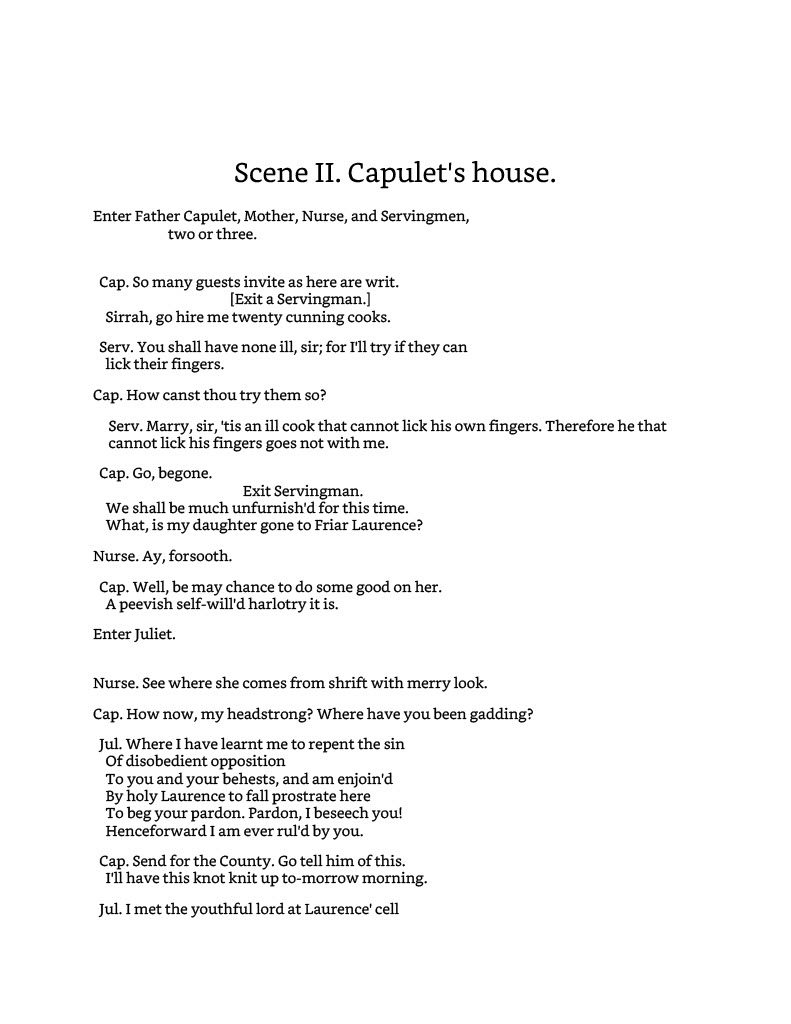 Scene II. Capulet's house.
Enter Father Capulet, Mother, Nurse, and Servingmen,
two or three.
Cap. So many guests invite as here are writ.
[Exit a Servingman.]
Sirrah, go hire me twenty cunning cooks.
Serv. You shall have none ill, sir; for I'll try if they can
lick their fingers.
Cap. How canst thou try them so?
Serv. Marry, sir, 'tis an ill cook that cannot lick his own fingers. Therefore he that
cannot lick his fingers goes not with me.
Cap. Go, begone.
Exit Servingman.
We shall be much unfurnish'd for this time.
What, is my daughter gone to Friar Laurence?
Nurse. Ay, forsooth.
Cap. Well, be may chance to do some good on her.
A peevish self-will'd harlotry it is.
Enter Juliet.
Nurse. See where she comes from shrift with merry look.
Cap. How now, my headstrong? Where have you been gadding?
Jul. Where I have learnt me to repent the sin
Of disobedient opposition
To you and your behests, and am enjoin'd
By holy Laurence to fall prostrate here
To beg your pardon. Pardon, I beseech you!
Henceforward I am ever rul'd by you.
Cap. Send for the County. Go tell him of this.
I'll have this knot knit up to-morrow morning.
Jul. I met the youthful lord at Laurence' cell